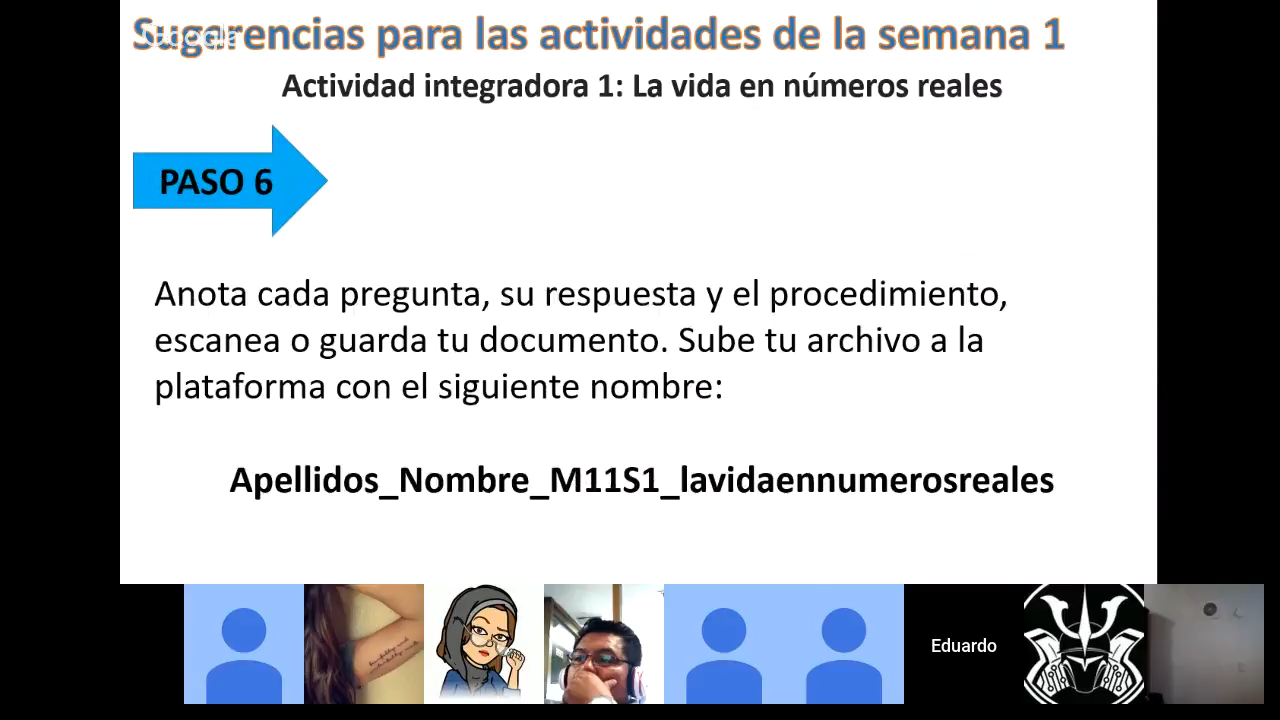 Sugerencias para las actividades de la semana 1
Google
Actividad integradora 1: La vida en números reales
PASO 6
Anota cada pregunta, su respuesta y el procedimiento,
escanea o guarda tu documento. Sube tu archivo a la
plataforma con el siguiente nombre:
Apellidos_Nombre_M11S1_lavidaennumerosreales
Eduardo